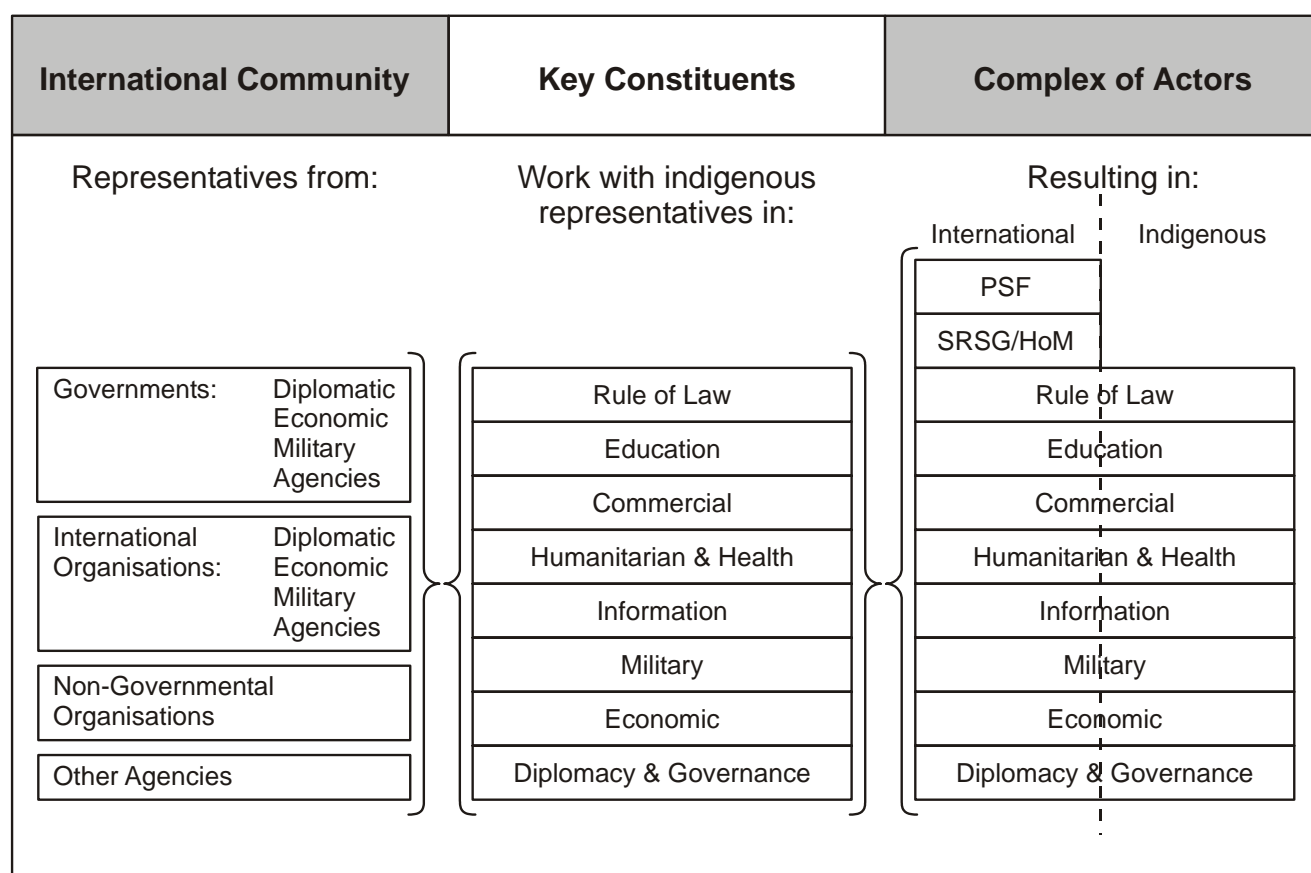 International Community
Key Constituents
Complex of Actors
Representatives from:
Work with indigenous
representatives in:
Resulting in:
International
Indigenous
PSF
SRSG/HoM
Governments: Diplomatic
Economic
Military
Agencies
International Diplomatic
Organisations: Economic
Military
Agencies
Non-Governmental
Organisations
Other Agencies
Rule of Law
Education
Commercial
Humanitarian & Health
Information
Military
Economic
Diplomacy & Governance
Rule of Law
Education
Commercial
Humanitarian & Health
Information
Military
Economic
Diplomacy & Governance